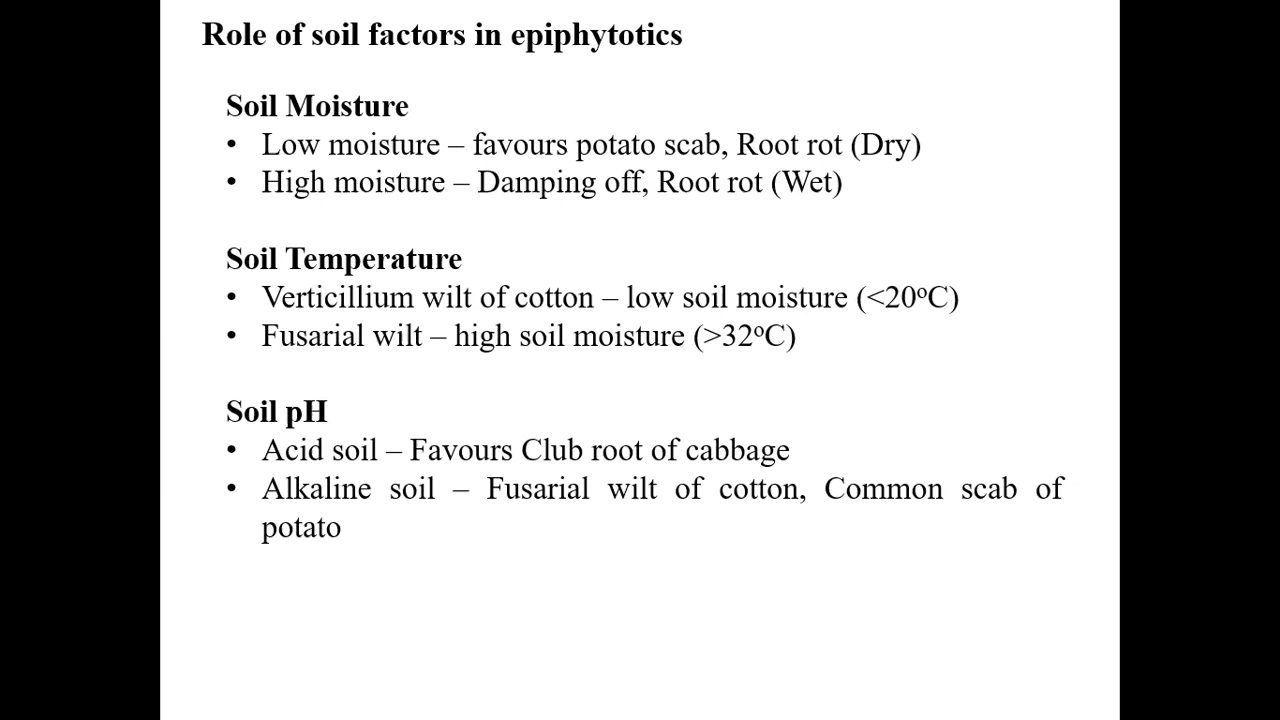 Role of soil factors in epiphytotics
Soil Moisture
• Low moisture – favours potato scab, Root rot (Dry)
• High moisture – Damping off, Root rot (Wet)
Soil Temperature
• Verticillium wilt of cotton – low soil moisture (<20ᵒC)
• Fusarial wilt – high soil moisture (>32ᵒC)
Soil pH
• Acid soil – Favours Club root of cabbage
• Alkaline soil – Fusarial wilt of cotton, Common scab of
potato